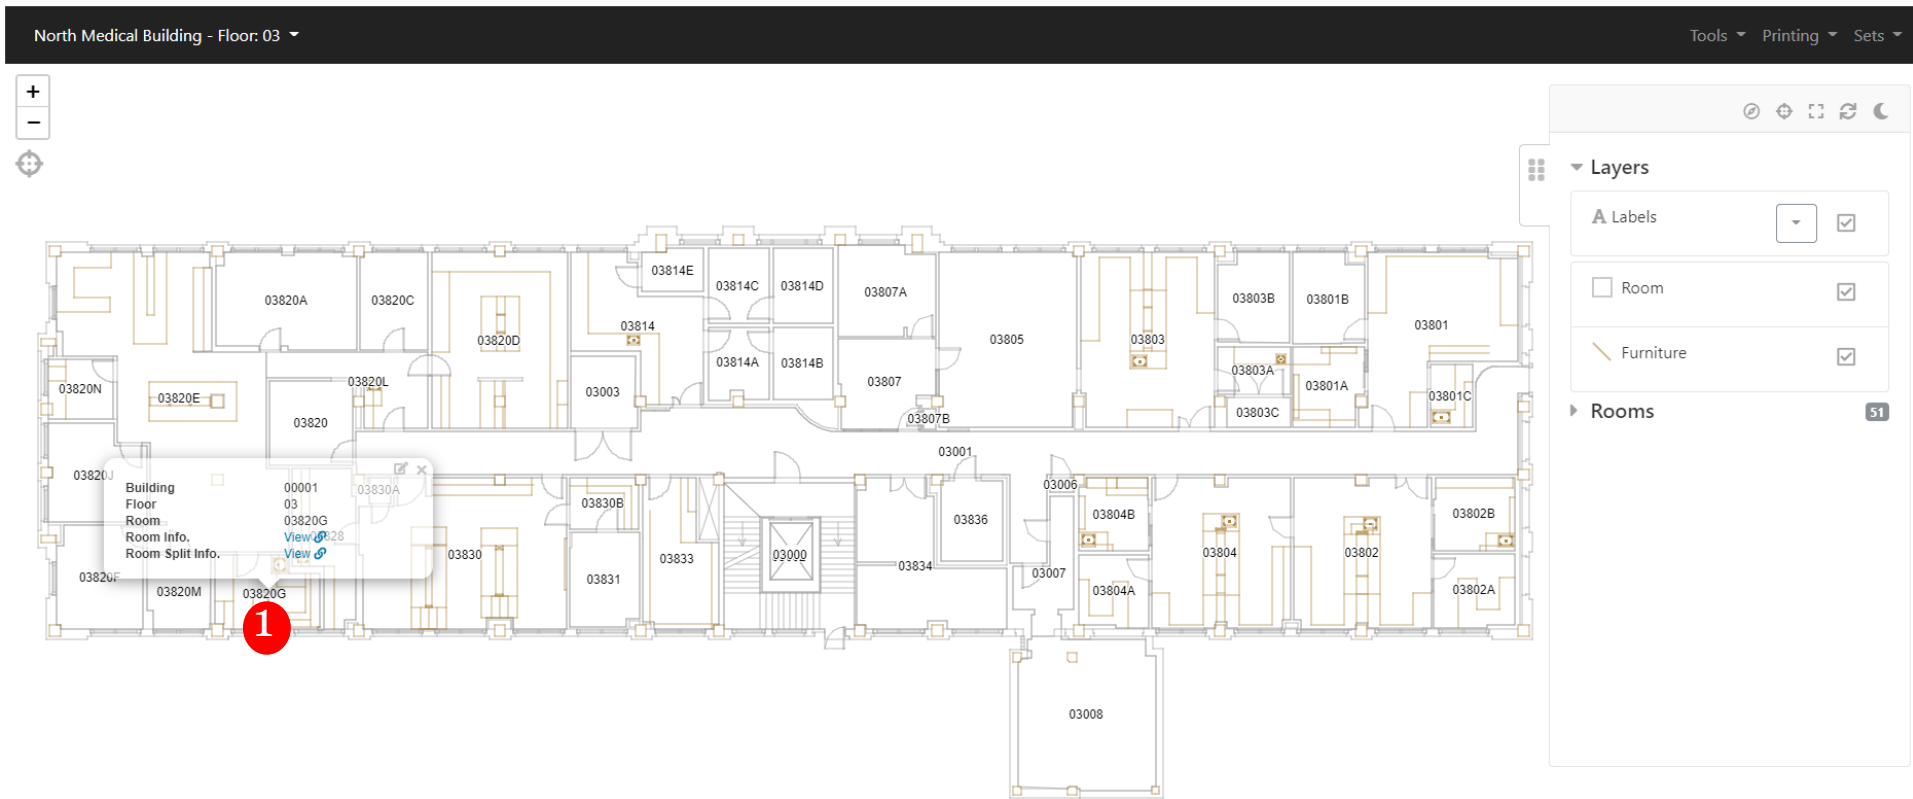 North Medical Building - Floor: 03
Tools Printing Sets
+
−
Layers
A Labels
Room
Furniture
Rooms 51
03814E
03820A
03820C
03814C
03814D
03807A
03803B
03801B
03814
03801
03820D
03805
03803
03814A
03814B
03803A
03820L
03807
03801A
03820N
03003
03820E
03801C
03803C
03820
03807B
03001
03820J
03006
03830A
03830B
03836
03804B
03802B
Building 00001
Floor 03
Room 03820G
Room Info. View
03828
Room Split Info. View
03830
03833
03000
03834
03804
03802
03007
03820F
03831
03820M
03820G
03804A
03802A
1
03008